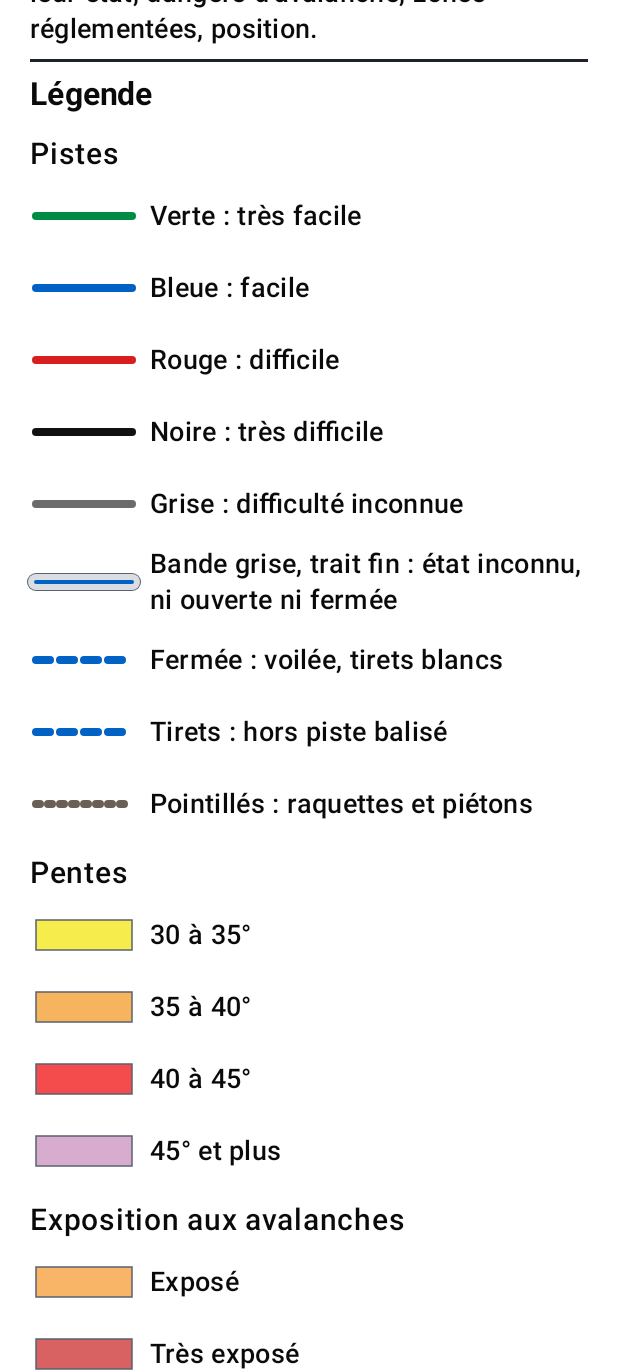 réglementées, position.
Légende
Pistes
Verte : très facile
Bleue : facile
Rouge : difficile
Noire : très difficile
Grise : difficulté inconnue
Bande grise, trait fin : état inconnu,
ni ouverte ni fermée
Fermée : voilée, tirets blancs
Tirets : hors piste balisé
Pointillés : raquettes et piétons
Pentes
30 à 35°
35 à 40°
40 à 45°
45° et plus
Exposition aux avalanches
Exposé
Très exposé